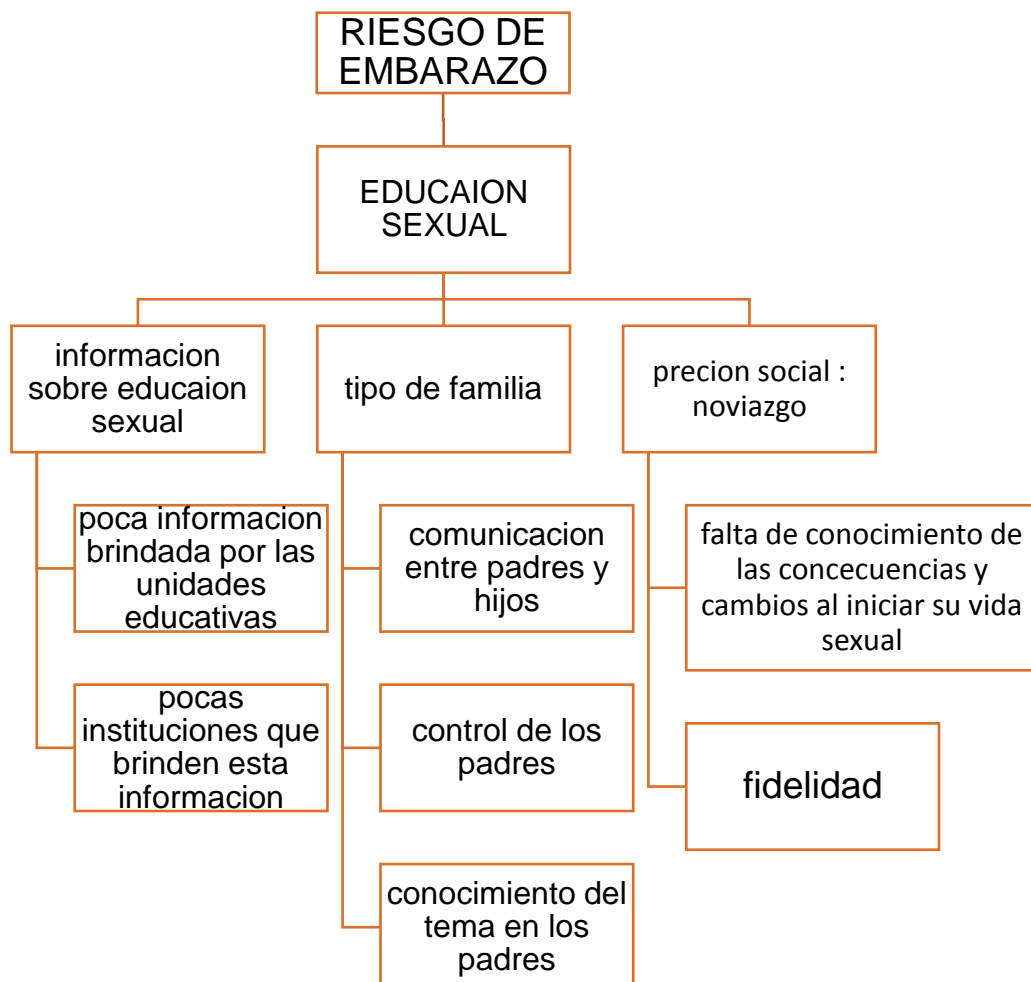 RIESGO DE
EMBARAZO
EDUCAION
SEXUAL
informacion
sobre educaion
sexual
poca informacion
brindada por las
unidades
educativas
pocas
instituciones que
brinden esta
informacion
tipo de familia
comunicacion
entre padres y
hijos
control de los
padres
conocimiento del
tema en los
padres
precion social :
noviazgo
falta de conocimiento de
las concecuencias y
cambios al iniciar su vida
sexual
fidelidad